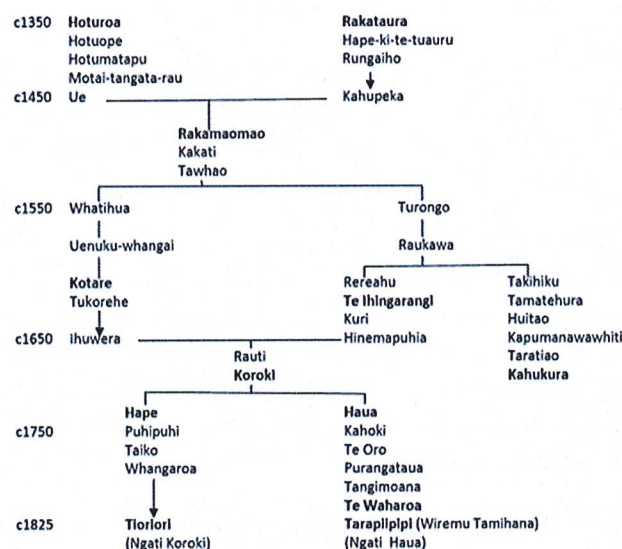 c1350 Hoturoa Rakataura
Hotuope Hape-ki-te-tuauru
Hotumatapu Rungaiho
Motai-tangata-rau
c1450 Ue Kahupeka
Rakamaomao
Kakati
Tawhao
c1550 Whatihua Turongo
Uenuku-whangai Raukawa
Kotare Rereahu Takihiku
Tukorehe Te Ihingarangi Tamatehura
Kuri Huitao
c1650 Ihuwera Hinemapuhia Kapumanawawhiti
Rauti Taratiao
Koroki Kahukura
Hape Haua
c1750 Puhipuhi Kahoki
Taiko Te Oro
Whangaroa Purangataua
Tangimoana
Te Waharoa
c1825 Tioriori Tarapipipi (Wiremu Tamihana)
(Ngati Koroki) (Ngati Haua)